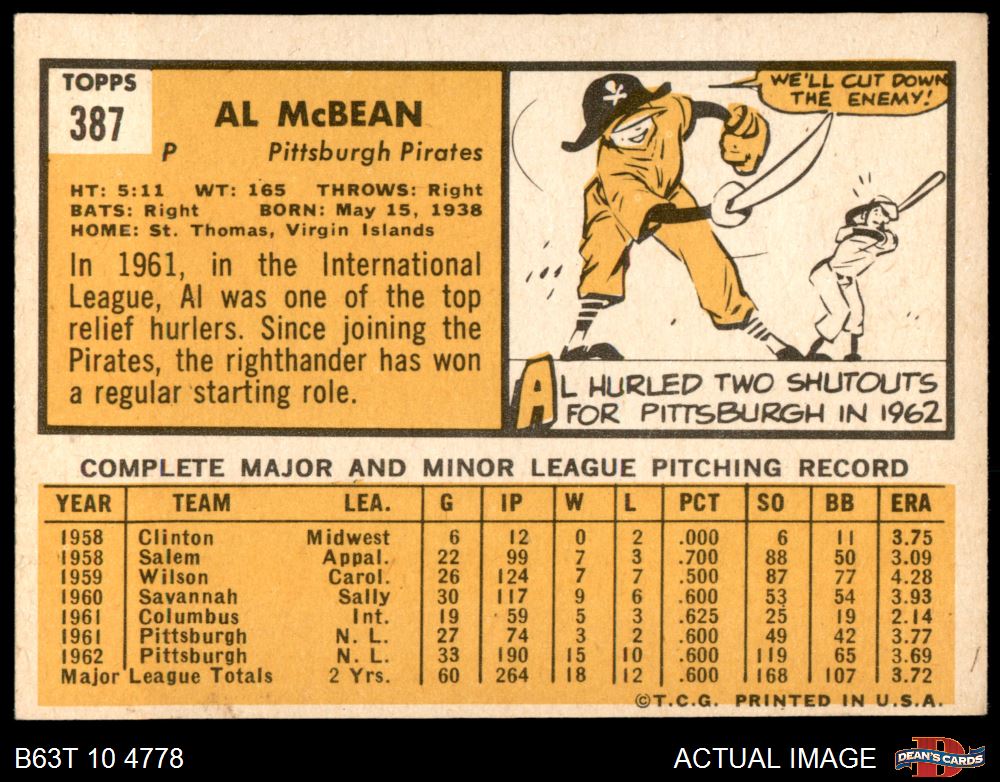 TOPPS
387
AL McBEAN
P Pittsburgh Pirates
HT: 5:11 WT: 165 THROWS: Right
BATS: Right BORN: May 15, 1938
HOME: St. Thomas, Virgin Islands
In 1961, in the International
League, Al was one of the top
relief hurlers. Since joining the
Pirates, the righthander has won
a regular starting role.
WE'LL CUT DOWN
THE ENEMY!
AL HURLED TWO SHUTOUTS
FOR PITTSBURGH IN 1962
COMPLETE MAJOR AND MINOR LEAGUE PITCHING RECORD
YEAR TEAM LEA. G IP W L PCT SO BB ERA
1958 Clinton Midwest 6 12 0 2 .000 6 11 3.75
1958 Salem Appal. 22 99 7 3 .700 88 50 3.09
1959 Wilson Carol. 26 124 7 7 .500 87 77 4.28
1960 Savannah Sally 30 117 9 6 .600 53 54 3.93
1961 Columbus Int. 19 59 5 3 .625 25 19 2.14
1961 Pittsburgh N. L. 27 74 3 2 .600 49 42 3.77
1962 Pittsburgh N. L. 33 190 15 10 .600 119 65 3.69
Major League Totals 2 Yrs. 60 264 18 12 .600 168 107 3.72
©T.C.G. PRINTED IN U.S.A.
B63T 10 4778
ACTUAL IMAGE
D
DEAN'S CARDS